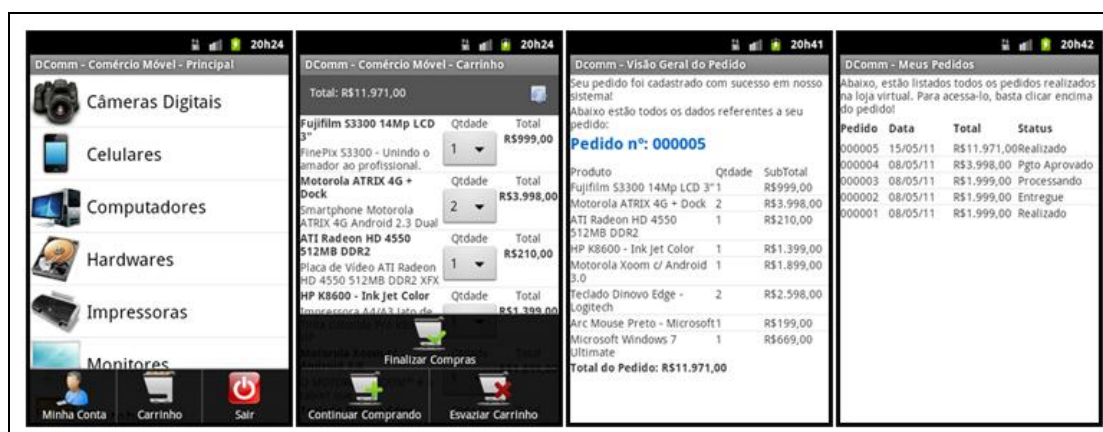 20h24
DComm - Comércio Móvel - Principal
Câmeras Digitais
Celulares
Computadores
Hardwares
Impressoras
Monitores
Minha Conta
Carrinho
Sair
20h24
DComm - Comércio Móvel - Carrinho
Total: R$11.971,00
Fujifilm S3300 14Mp LCD Qtdade Total
3" 1 R$999,00
FinePix S3300 - Unindo o
amador ao profissional.
Motorola ATRIX 4G + Qtdade Total
Dock 2 R$3.998,00
Smartphone Motorola
ATRIX 4G Android 2.3 Dual
ATI Radeon HD 4550 Qtdade Total
512MB DDR2 1 R$210,00
Placa de Vídeo ATI Radeon
HD 4550 512MB DDR2 XFX
HP K8600 - Ink Jet Color Qtdade Total
Impressora A4/A3 Jato de R$1.399,00
Finalizar Compras
Continuar Comprando
Esvaziar Carrinho
20h41
Dcomm - Visão Geral do Pedido
Seu pedido foi cadastrado com sucesso em nosso
sistema!
Abaixo estão todos os dados referentes a seu
pedido:
Pedido nº: 000005
Produto Qtdade SubTotal
Fujifilm S3300 14Mp LCD 3" 1 R$999,00
Motorola ATRIX 4G + Dock 2 R$3.998,00
ATI Radeon HD 4550 1 R$210,00
512MB DDR2
HP K8600 - Ink Jet Color 1 R$1.399,00
Motorola Xoom c/ Android 1 R$1.899,00
3.0
Teclado Dinovo Edge - 2 R$2.598,00
Logitech
Arc Mouse Preto - Microsoft 1 R$199,00
Microsoft Windows 7 1 R$669,00
Ultimate
Total do Pedido: R$11.971,00
20h42
DComm - Meus Pedidos
Abaixo, estão listados todos os pedidos realizados
na loja virtual. Para acessa-lo, basta clicar encima
do pedido!
Pedido Data Total Status
000005 15/05/11 R$11.971,00 Realizado
000004 08/05/11 R$3.998,00 Pgto Aprovado
000003 08/05/11 R$1.999,00 Processando
000002 08/05/11 R$1.999,00 Entregue
000001 08/05/11 R$1.999,00 Realizado